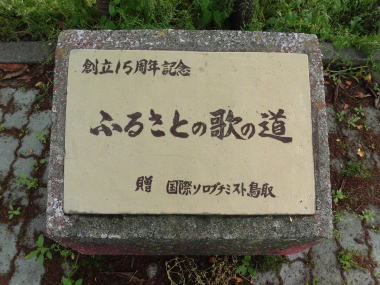 創立15周年記念
ふるさとの歌の道
贈 国際ソロプチミスト鳥取